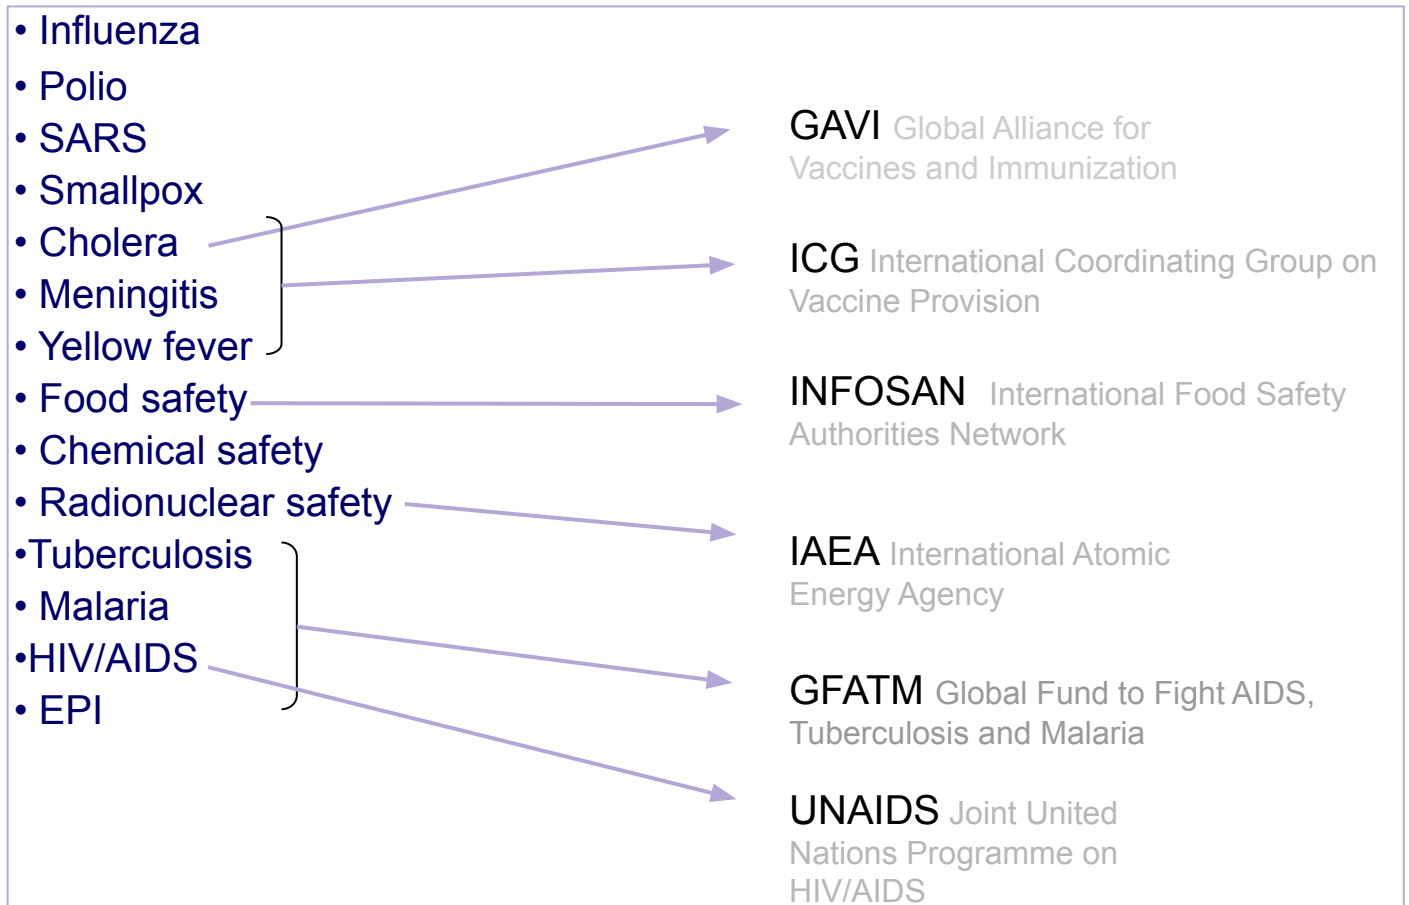 • Influenza
• Polio
• SARS
• Smallpox
• Cholera
• Meningitis
• Yellow fever
• Food safety
• Chemical safety
• Radionuclear safety
•Tuberculosis
• Malaria
•HIV/AIDS
• EPI
GAVI Global Alliance for
Vaccines and Immunization
ICG International Coordinating Group on
Vaccine Provision
INFOSAN International Food Safety
Authorities Network
IAEA International Atomic
Energy Agency
GFATM Global Fund to Fight AIDS,
Tuberculosis and Malaria
UNAIDS Joint United
Nations Programme on
HIV/AIDS